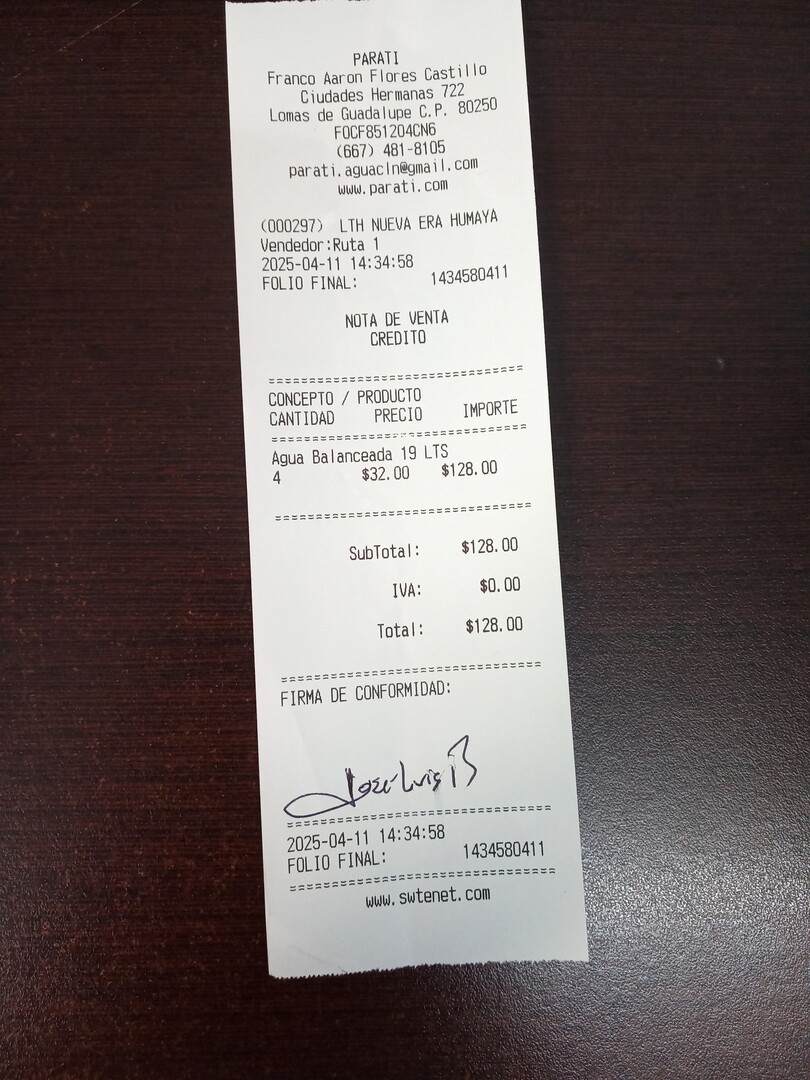 PARATI
Franco Aaron Flores Castillo
Ciudades Hermanas 722
Lomas de Guadalupe C.P. 80250
FOCF851204CN6
(667) 481-8105
parati.aguacln@gmail.com
www.parati.com
(000297) LTH NUEVA ERA HUMAYA
Vendedor:Ruta 1
2025-04-11 14:34:58
FOLIO FINAL: 1434580411
NOTA DE VENTA
CREDITO
================================
CONCEPTO / PRODUCTO
CANTIDAD PRECIO IMPORTE
================================
Agua Balanceada 19 LTS
4 $32.00 $128.00
================================
SubTotal: $128.00
IVA: $0.00
Total: $128.00
================================
FIRMA DE CONFORMIDAD:
José Luis B
================================
2025-04-11 14:34:58
FOLIO FINAL: 1434580411
================================
www.swtenet.com